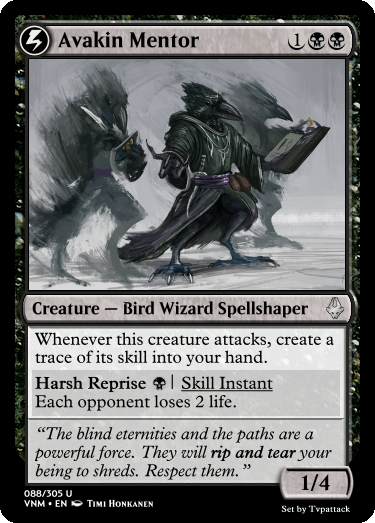 Avakin Mentor 1
Creature — Bird Wizard Spellshaper
Whenever this creature attacks, create a
trace of its skill into your hand.
Harsh Reprise | Skill Instant
Each opponent loses 2 life.
"The blind eternities and the paths are a
powerful force. They will rip and tear your
being to shreds. Respect them."
1/4
088/305 U
VNM • EN Timi Honkanen
Set by Tvpattack